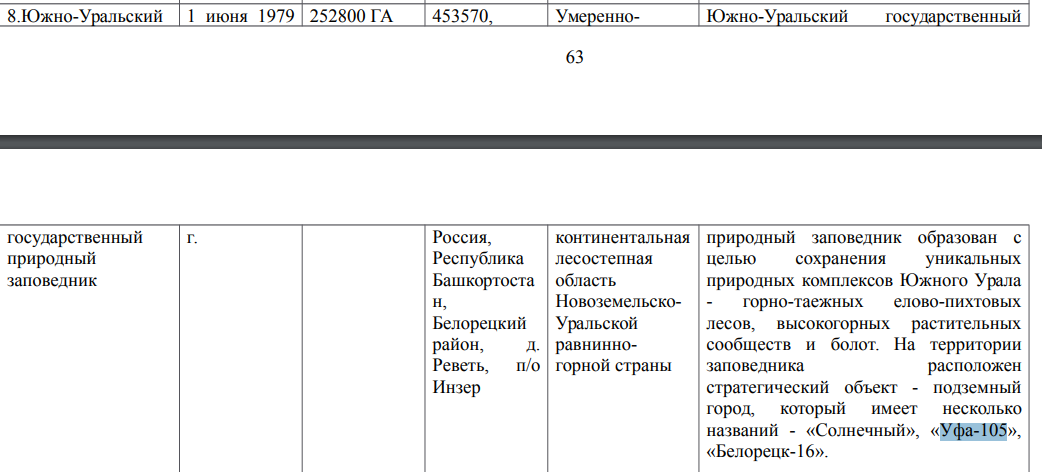 8.Южно-Уральский 1 июня 1979 252800 ГА 453570, Умеренно- Южно-Уральский государственный
63
государственный г. Россия, континентальная природный заповедник образован с
природный Республика лесостепная целью сохранения уникальных
заповедник Башкортоста область природных комплексов Южного Урала
н, Новоземельско- - горно-таежных елово-пихтовых
Белорецкий Уральской лесов, высокогорных растительных
район, д. равнинно- сообществ и болот. На территории
Реветь, п/о горной страны заповедника расположен
Инзер стратегический объект - подземный
город, который имеет несколько
названий - «Солнечный», «Уфа-105»,
«Белорецк-16».